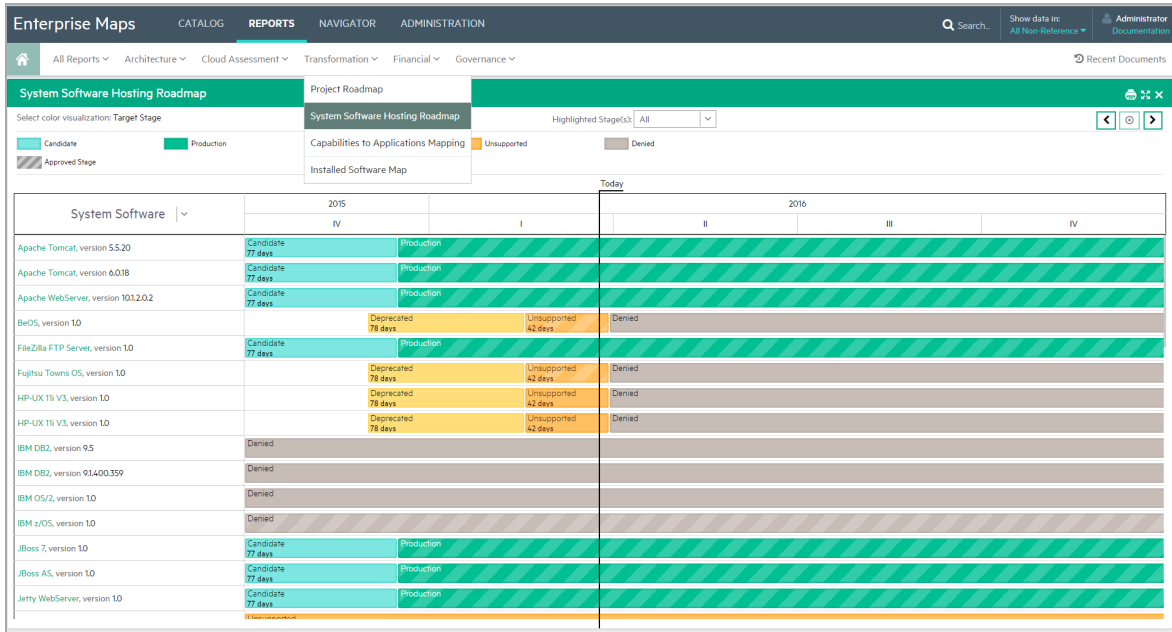 Enterprise Maps CATALOG REPORTS NAVIGATOR ADMINISTRATION Search... Show data in: Administrator
All Non-Reference Documentation
All Reports Architecture Cloud Assessment Transformation Financial Governance Recent Documents
System Software Hosting Roadmap
Project Roadmap
System Software Hosting Roadmap
Capabilities to Applications Mapping
Installed Software Map
Select color visualization: Target Stage Highlighted Stage(s): All
Candidate Production Unsupported Denied
Approved Stage
Today
System Software 2015 2016
IV I II III IV
Apache Tomcat, version 5.5.20 Candidate Production
77 days
Apache Tomcat, version 6.0.18 Candidate Production
77 days
Apache WebServer, version 10.1.2.0.2 Candidate Production
77 days
BeOS, version 1.0 Deprecated Unsupported Denied
78 days 42 days
FileZilla FTP Server, version 1.0 Candidate Production
77 days
Fujitsu Towns OS, version 1.0 Deprecated Unsupported Denied
78 days 42 days
HP-UX 11i V3, version 1.0 Deprecated Unsupported Denied
78 days 42 days
HP-UX 11i V3, version 1.0 Deprecated Unsupported Denied
78 days 42 days
IBM DB2, version 9.5 Denied
IBM DB2, version 9.1.400.359 Denied
IBM OS/2, version 1.0 Denied
IBM z/OS, version 1.0 Denied
JBoss 7, version 1.0 Candidate Production
77 days
JBoss AS, version 1.0 Candidate Production
77 days
Jetty WebServer, version 1.0 Candidate Production
77 days
Unsupported